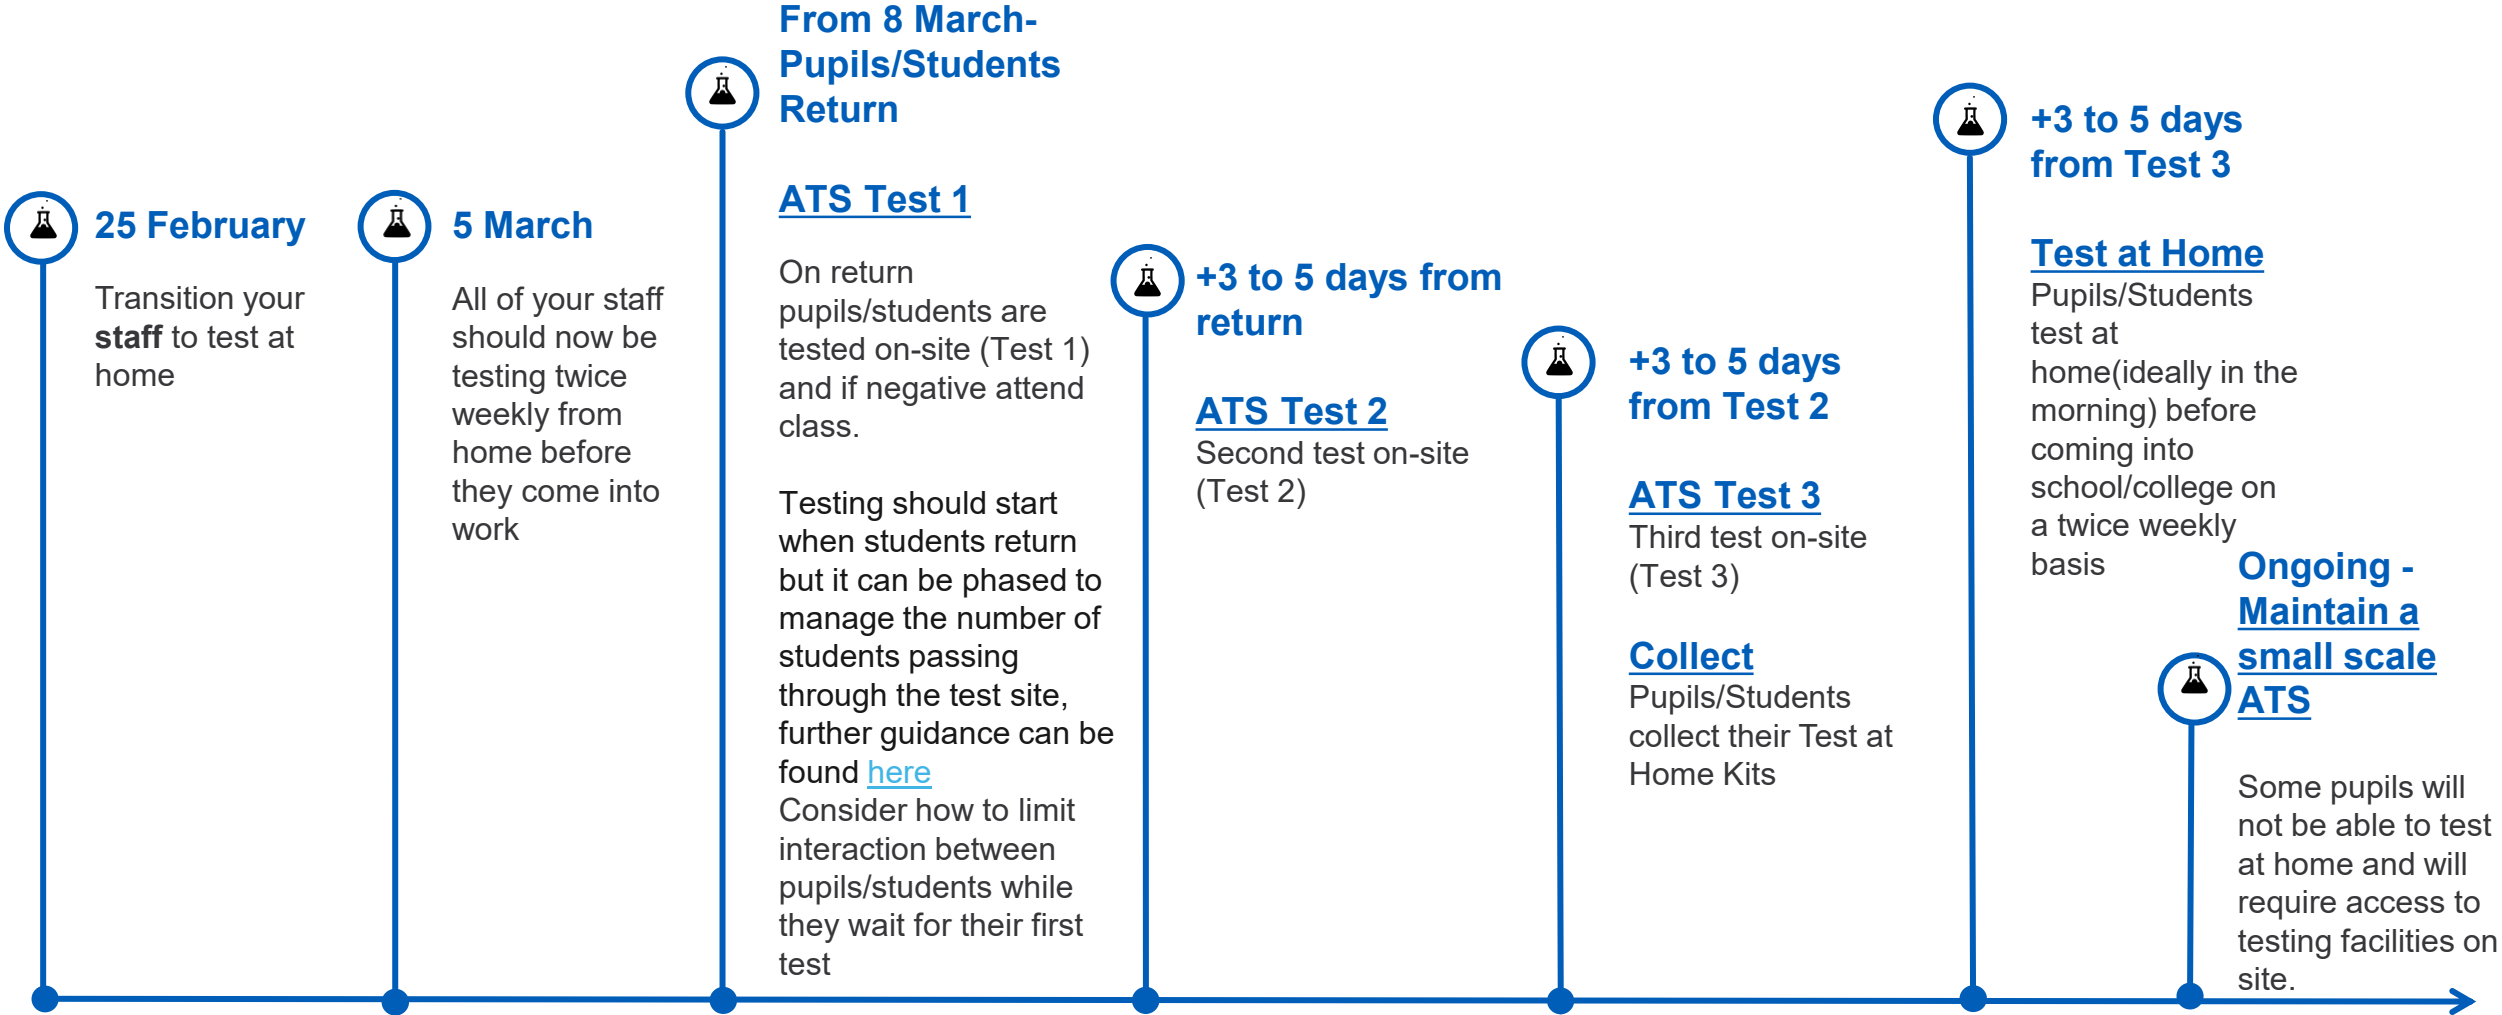 25 February
Transition your
staff to test at
home
5 March
All of your staff
should now be
testing twice
weekly from
home before
they come into
work
From 8 March-
Pupils/Students
Return
ATS Test 1
On return
pupils/students are
tested on-site (Test 1)
and if negative attend
class.
Testing should start
when students return
but it can be phased to
manage the number of
students passing
through the test site,
further guidance can be
found here
Consider how to limit
interaction between
pupils/students while
they wait for their first
test
+3 to 5 days from
return
ATS Test 2
Second test on-site
(Test 2)
+3 to 5 days
from Test 2
ATS Test 3
Third test on-site
(Test 3)
Collect
Pupils/Students
collect their Test at
Home Kits
+3 to 5 days
from Test 3
Test at Home
Pupils/Students
test at
home(ideally in the
morning) before
coming into
school/college on
a twice weekly
basis
Ongoing -
Maintain a
small scale
ATS
Some pupils will
not be able to test
at home and will
require access to
testing facilities on
site.